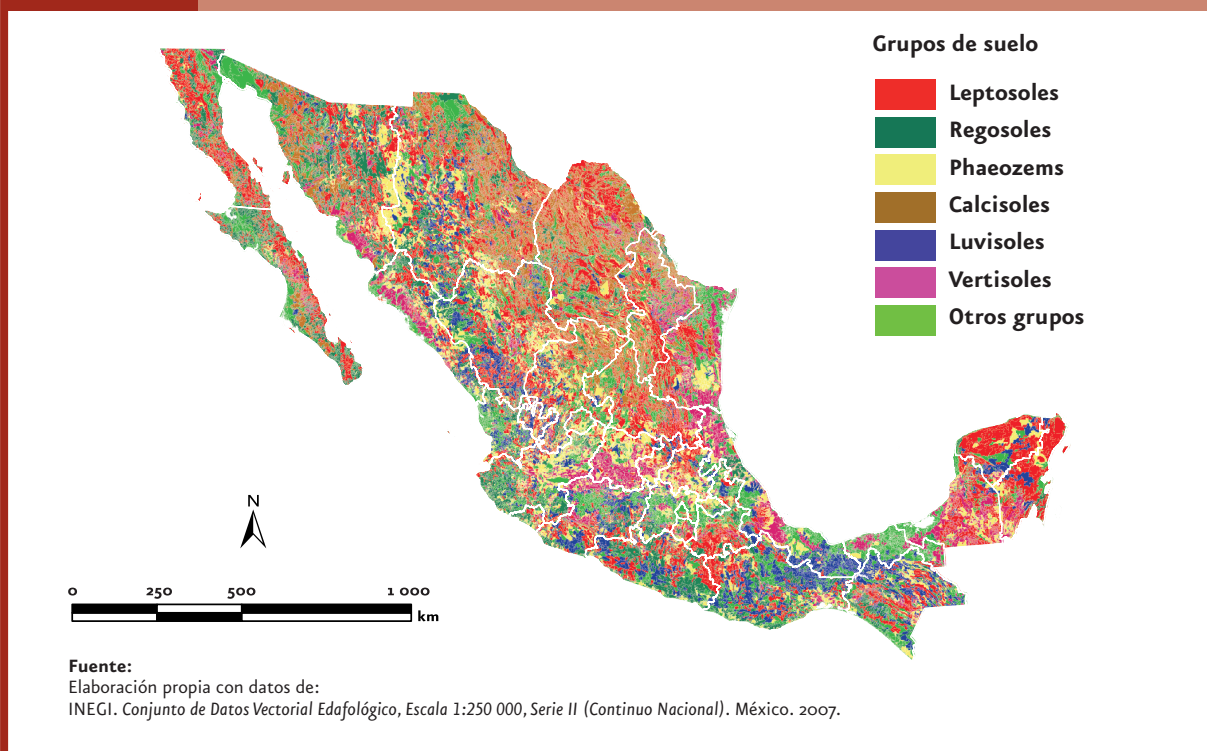 Grupos de suelo
Leptosoles
Regosoles
Phaeozems
Calcisoles
Luvisoles
Vertisoles
Otros grupos
N
0 250 500 1 000
km
Fuente:
Elaboración propia con datos de:
INEGI. Conjunto de Datos Vectorial Edafológico, Escala 1:250 000, Serie II (Continuo Nacional). México. 2007.